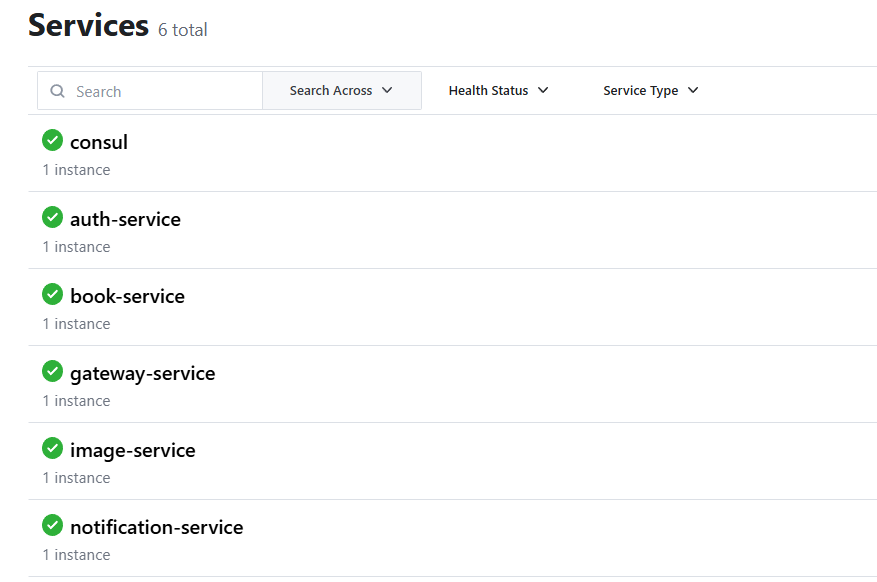 Services 6 total
Search Search Across Health Status Service Type
consul
1 instance
auth-service
1 instance
book-service
1 instance
gateway-service
1 instance
image-service
1 instance
notification-service
1 instance